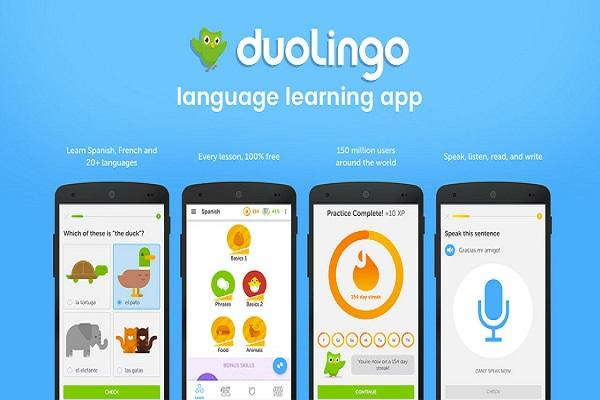 duolingo
language learning app
Learn Spanish, French and
20+ languages
Every lesson, 100% free
150 million users
around the world
Speak, listen, read, and write
Which of these is "the duck"?
la tortuga
el pato
el elefante
las gatas
CHECK
Spanish
154
Basics 1
Phrases
Basics 2
Food
Animals
BONUS SKILLS
Learn
Practice Complete! +10 XP
154 day streak
You're now on a 154 day
streak!
CONTINUE
Speak this sentence
Gracias mi amigo!
CAN'T SPEAK NOW
CHECK